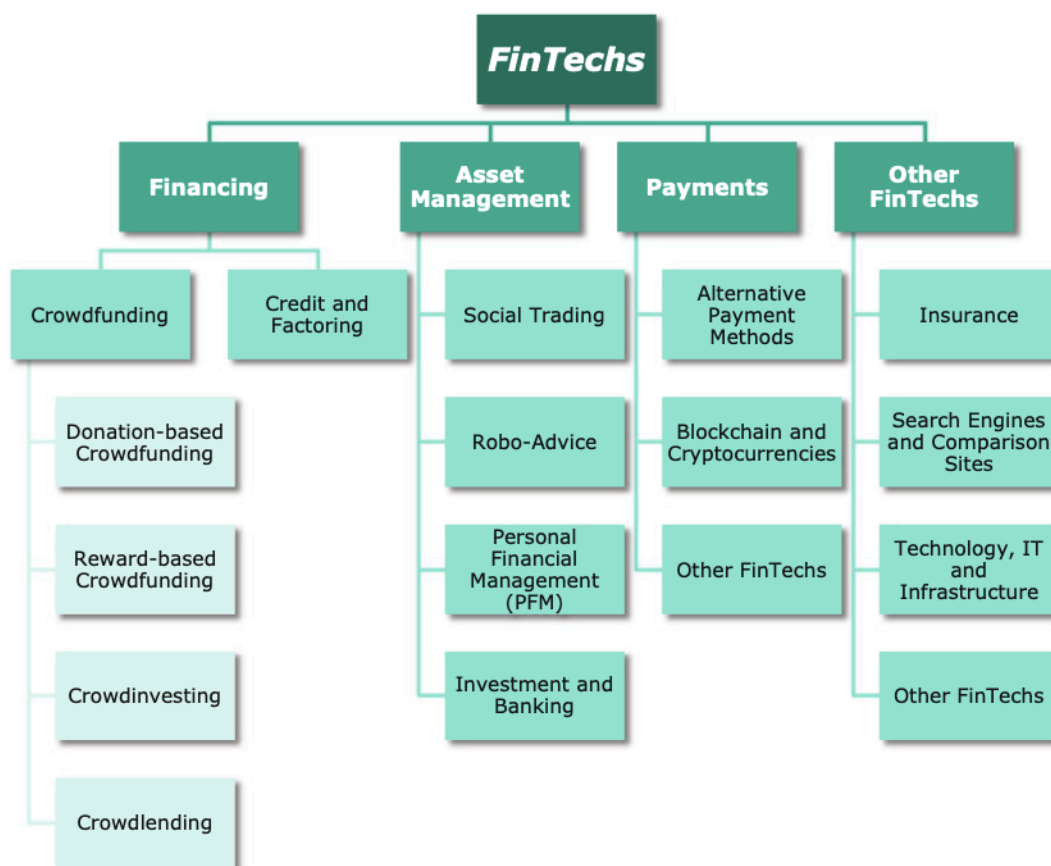 FinTechs
Financing
Asset
Management
Payments
Other
FinTechs
Crowdfunding
Credit and
Factoring
Social Trading
Alternative
Payment
Methods
Insurance
Donation-based
Crowdfunding
Robo-Advice
Blockchain and
Cryptocurrencies
Search Engines
and Comparison
Sites
Reward-based
Crowdfunding
Personal
Financial
Management
(PFM)
Other FinTechs
Technology, IT
and
Infrastructure
Crowdinvesting
Investment and
Banking
Other FinTechs
Crowdlending